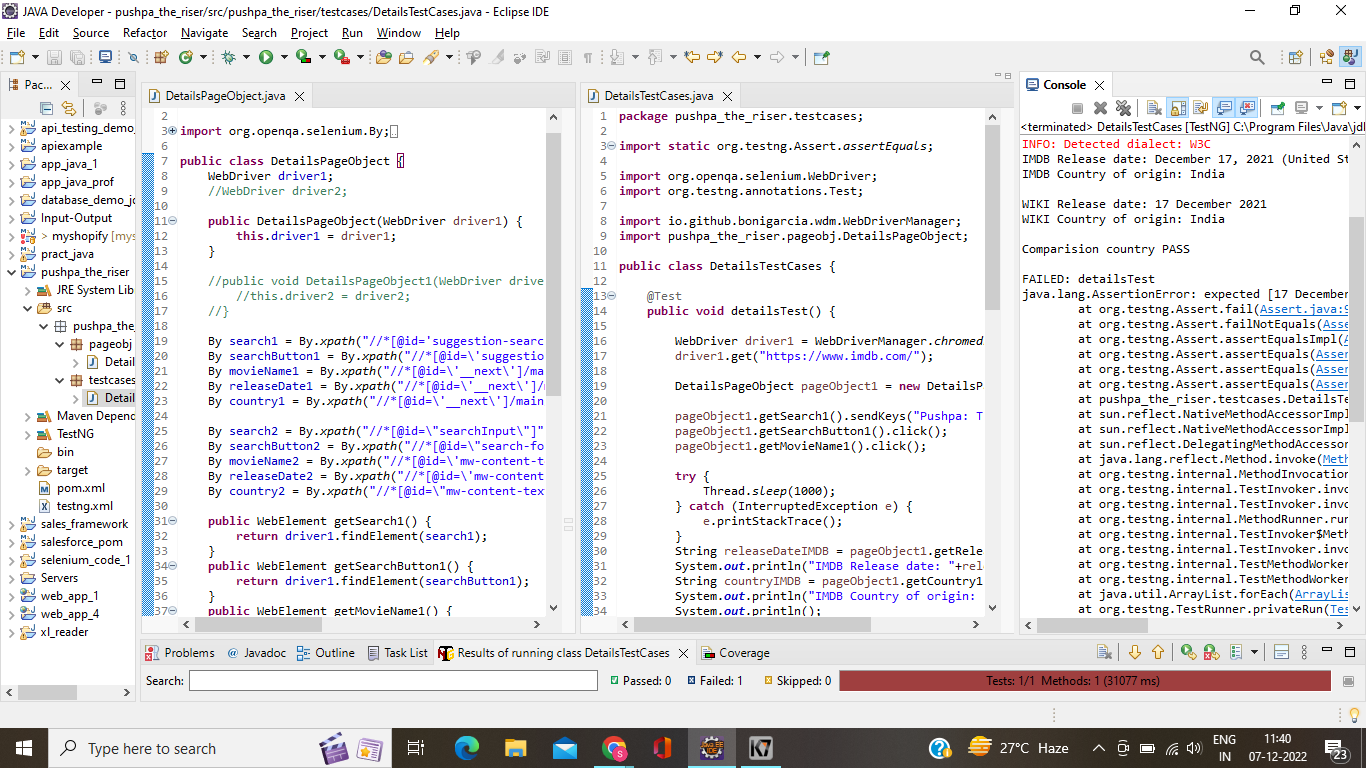 JAVA Developer - pushpa_the_riser/src/pushpa_the_riser/testcases/DetailsTestCases.java - Eclipse IDE
File Edit Source Refactor Navigate Search Project Run Window Help
Pac...
api_testing_demo_
apiexample
app_java_1
app_java_prof
database_demo_jc
Input-Output
> myshopify [mys
pract_java
pushpa_the_riser
JRE System Lib
src
pushpa_the_
pageobj
Detail
testcases
Detail
Maven Depend
TestNG
bin
target
pom.xml
testng.xml
sales_framework
salesforce_pom
selenium_code_1
Servers
web_app_1
web_app_4
xl_reader
DetailsPageObject.java
2
3 import org.openqa.selenium.By;
6
7 public class DetailsPageObject {
8 WebDriver driver1;
9 //WebDriver driver2;
10
11 public DetailsPageObject(WebDriver driver1) {
12 this.driver1 = driver1;
13 }
14
15 //public void DetailsPageObject1(WebDriver drive
16 //this.driver2 = driver2;
17 //}
18
19 By search1 = By.xpath("//*[@id='suggestion-searc
20 By searchButton1 = By.xpath("//*[@id=\'suggestio
21 By movieName1 = By.xpath("//*[@id=\'__next\']/ma
22 By releaseDate1 = By.xpath("//*[@id=\'__next\']/m
23 By country1 = By.xpath("//*[@id=\'__next\']/main
24
25 By search2 = By.xpath("//*[@id=\"searchInput\"]"
26 By searchButton2 = By.xpath("//*[@id=\"search-fo
27 By movieName2 = By.xpath("//*[@id=\'mw-content-t
28 By releaseDate2 = By.xpath("//*[@id=\'mw-content
29 By country2 = By.xpath("//*[@id=\"mw-content-tex
30
31 public WebElement getSearch1() {
32 return driver1.findElement(search1);
33 }
34 public WebElement getSearchButton1() {
35 return driver1.findElement(searchButton1);
36 }
37 public WebElement getMovieName1() {
DetailsTestCases.java
1 package pushpa_the_riser.testcases;
2
3 import static org.testng.Assert.assertEquals;
4
5 import org.openqa.selenium.WebDriver;
6 import org.testng.annotations.Test;
7
8 import io.github.bonigarcia.wdm.WebDriverManager;
9 import pushpa_the_riser.pageobj.DetailsPageObject;
10
11 public class DetailsTestCases {
12
13 @Test
14 public void detailsTest() {
15
16 WebDriver driver1 = WebDriverManager.chromed
17 driver1.get("https://www.imdb.com/");
18
19 DetailsPageObject pageObject1 = new DetailsP
20
21 pageObject1.getSearch1().sendKeys("Pushpa: T
22 pageObject1.getSearchButton1().click();
23 pageObject1.getMovieName1().click();
24
25 try {
26 Thread.sleep(1000);
27 } catch (InterruptedException e) {
28 e.printStackTrace();
29 }
30 String releaseDateIMDB = pageObject1.getRele
31 System.out.println("IMDB Release date: "+rel
32 String countryIMDB = pageObject1.getCountry1
33 System.out.println("IMDB Country of origin:
34 System.out.println();
Console
<terminated> DetailsTestCases [TestNG] C:\Program Files\Java\jdl
INFO: Detected dialect: W3C
IMDB Release date: December 17, 2021 (United St
IMDB Country of origin: India
WIKI Release date: 17 December 2021
WIKI Country of origin: India
Comparision country PASS
FAILED: detailsTest
java.lang.AssertionError: expected [17 December
at org.testng.Assert.fail(Assert.java:9
at org.testng.Assert.failNotEquals(Asse
at org.testng.Assert.assertEqualsImpl(A
at org.testng.Assert.assertEquals(Asser
at org.testng.Assert.assertEquals(Asser
at org.testng.Assert.assertEquals(Asser
at pushpa_the_riser.testcases.DetailsTe
at sun.reflect.NativeMethodAccessorImpl
at sun.reflect.NativeMethodAccessorImpl
at sun.reflect.DelegatingMethodAccessor
at java.lang.reflect.Method.invoke(Meth
at org.testng.internal.MethodInvocation
at org.testng.internal.TestInvoker.invo
at org.testng.internal.TestInvoker.invo
at org.testng.internal.MethodRunner.run
at org.testng.internal.TestInvoker$Meth
at org.testng.internal.TestInvoker.invo
at org.testng.internal.TestMethodWorker
at org.testng.internal.TestMethodWorker
at java.util.ArrayList.forEach(ArrayLis
at org.testng.TestRunner.privateRun(Tes
Problems Javadoc Outline Task List Results of running class DetailsTestCases Coverage
Search: Passed: 0 Failed: 1 Skipped: 0 Tests: 1/1 Methods: 1 (31077 ms)
Type here to search
27°C Haze
ENG
IN
11:40
07-12-2022
23